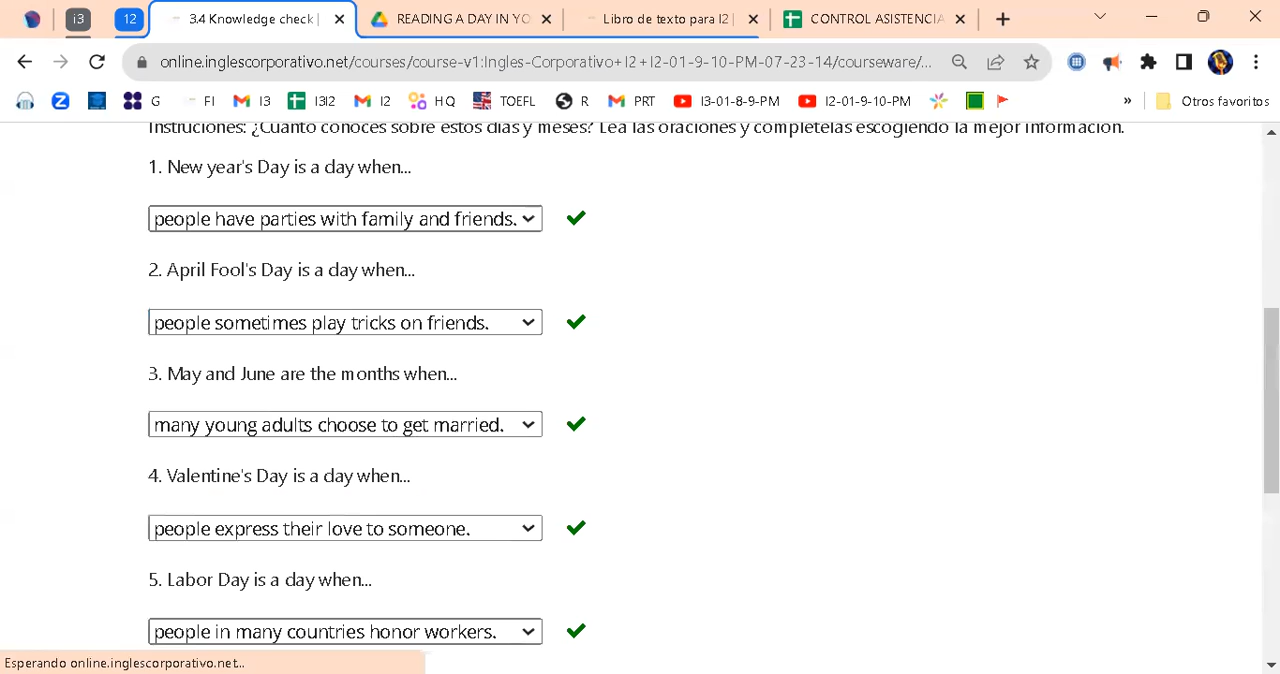 i3
12
3.4 Knowledge check |
READING A DAY IN YO
Libro de texto para I2 |
CONTROL ASISTENCIA
online.inglescorporativo.net/courses/course-v1:Ingles-Corporativo+I2+I2-01-9-10-PM-07-23-14/courseware/...
G
FI
I3
I3I2
I2
HQ
TOEFL
R
PRT
I3-01-8-9-PM
I2-01-9-10-PM
»
Otros favoritos
Instruciones: ¿Cuánto conoces sobre estos días y meses? Lea las oraciones y complételas escogiendo la mejor información.
1. New year's Day is a day when...
people have parties with family and friends.
2. April Fool's Day is a day when...
people sometimes play tricks on friends.
3. May and June are the months when...
many young adults choose to get married.
4. Valentine's Day is a day when...
people express their love to someone.
5. Labor Day is a day when...
people in many countries honor workers.
Esperando online.inglescorporativo.net...